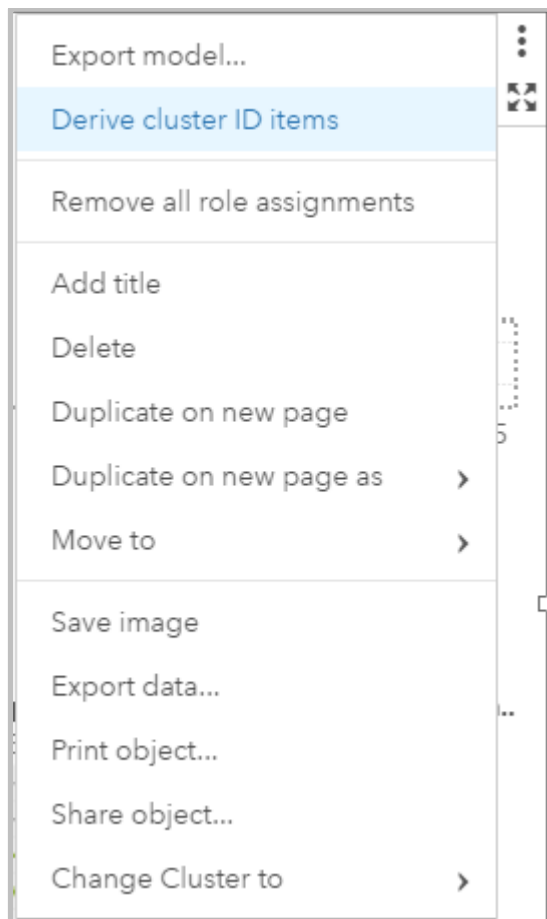 Export model...
Derive cluster ID items
Remove all role assignments
Add title
Delete
Duplicate on new page
Duplicate on new page as
Move to
Save image
Export data...
Print object...
Share object...
Change Cluster to